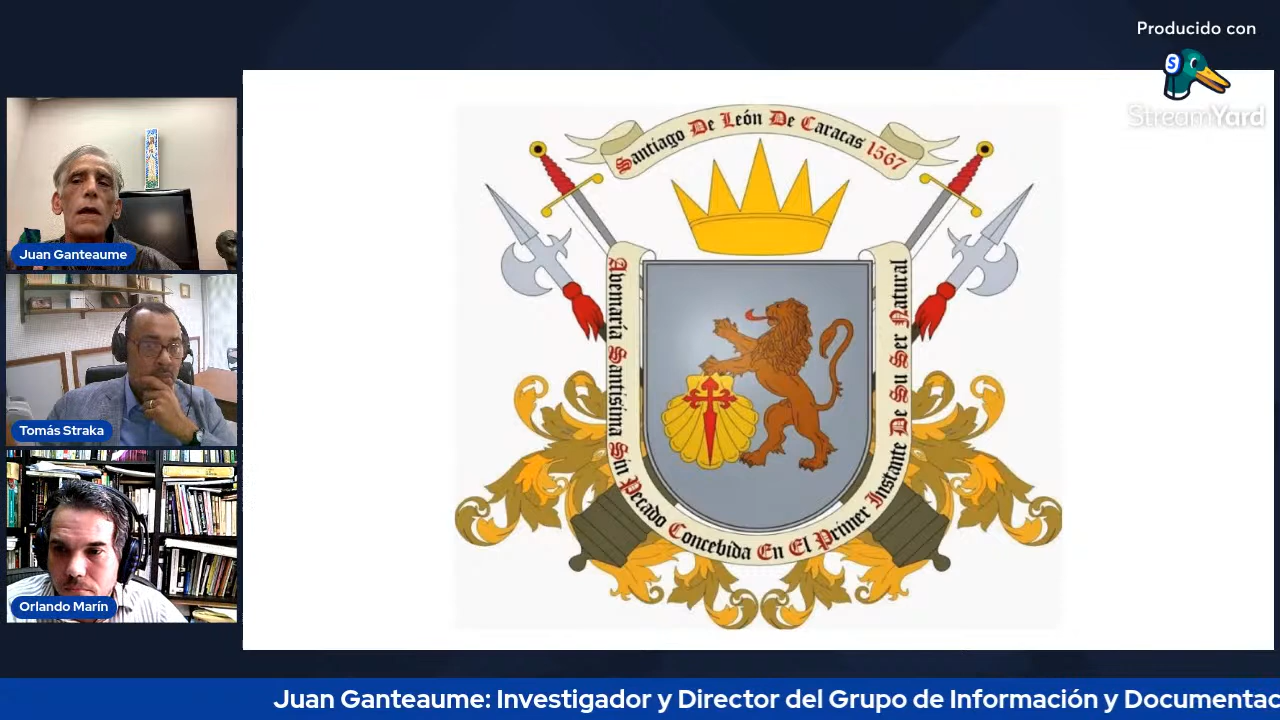 Producido con
S
StreamYard
Santiago De León De Caracas 1567
Abemaría Santísima Sin Pecado Concebida En El Primer Instante De Su Ser Natural
Juan Ganteaume
Tomás Straka
Orlando Marín
Juan Ganteaume: Investigador y Director del Grupo de Información y Documentac